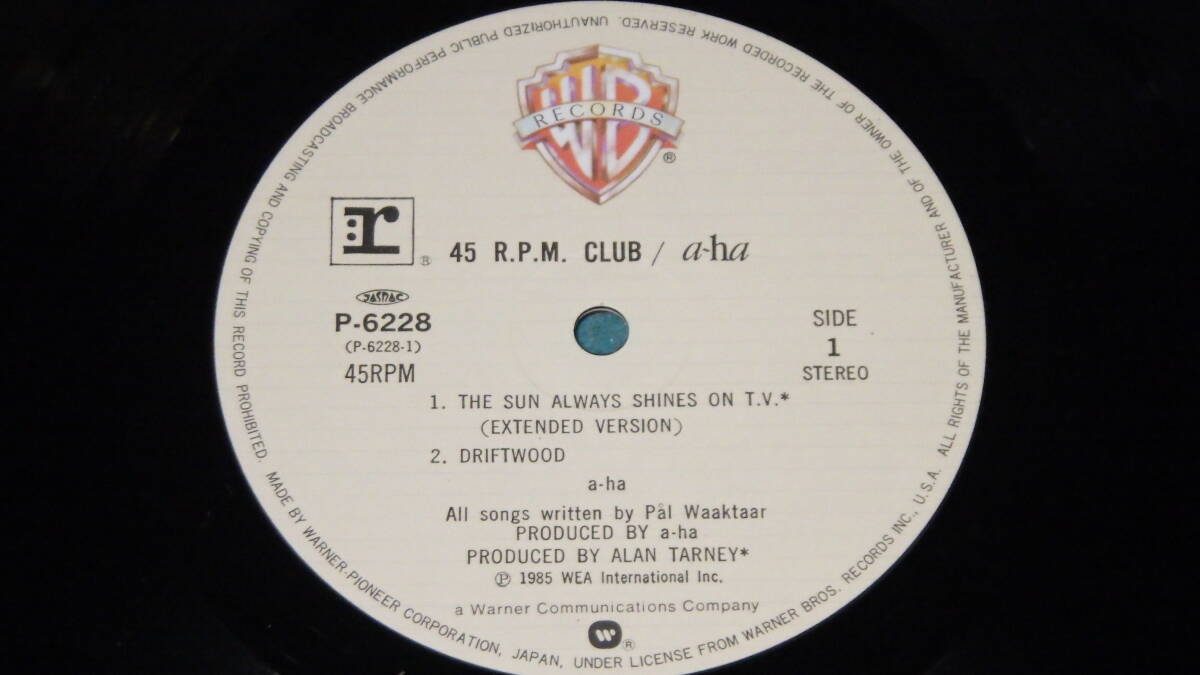 WB
RECORDS
®
r
®
45 R.P.M. CLUB / a-ha
JASRAC
P-6228
(P-6228-1)
45RPM
SIDE
1
STEREO
1. THE SUN ALWAYS SHINES ON T.V.*
(EXTENDED VERSION)
2. DRIFTWOOD
a-ha
All songs written by Pål Waaktaar
PRODUCED BY a-ha
PRODUCED BY ALAN TARNEY*
Ⓟ 1985 WEA International Inc.
a Warner Communications Company
W ®
MADE BY WARNER-PIONEER CORPORATION, JAPAN, UNDER LICENSE FROM WARNER BROS. RECORDS INC., U.S.A. ALL RIGHTS OF THE MANUFACTURER AND OF THE OWNER OF THE RECORDED WORK RESERVED. UNAUTHORIZED PUBLIC PERFORMANCE BROADCASTING AND COPYING OF THIS RECORD PROHIBITED.